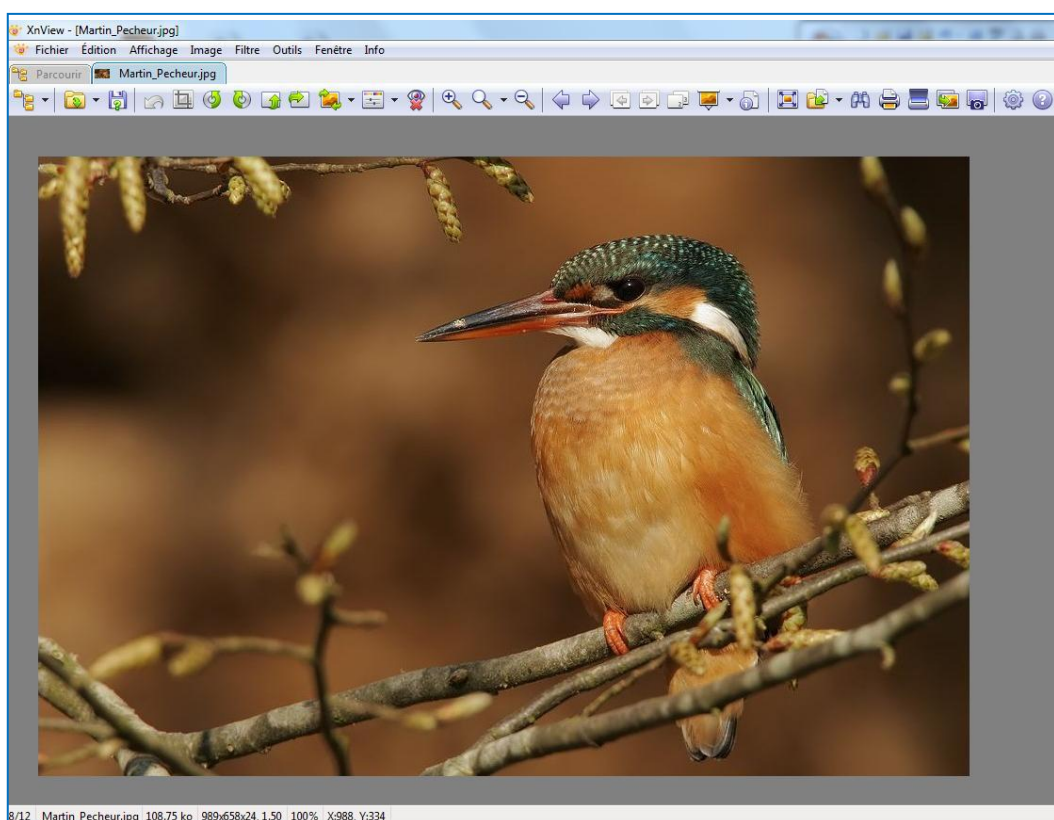 XnView - [Martin_Pecheur.jpg]
Fichier Édition Affichage Image Filtre Outils Fenêtre Info
Parcourir Martin_Pecheur.jpg
8/12 Martin_Pecheur.jpg 108.75 ko 989x658x24, 1.50 100% X:988, Y:334